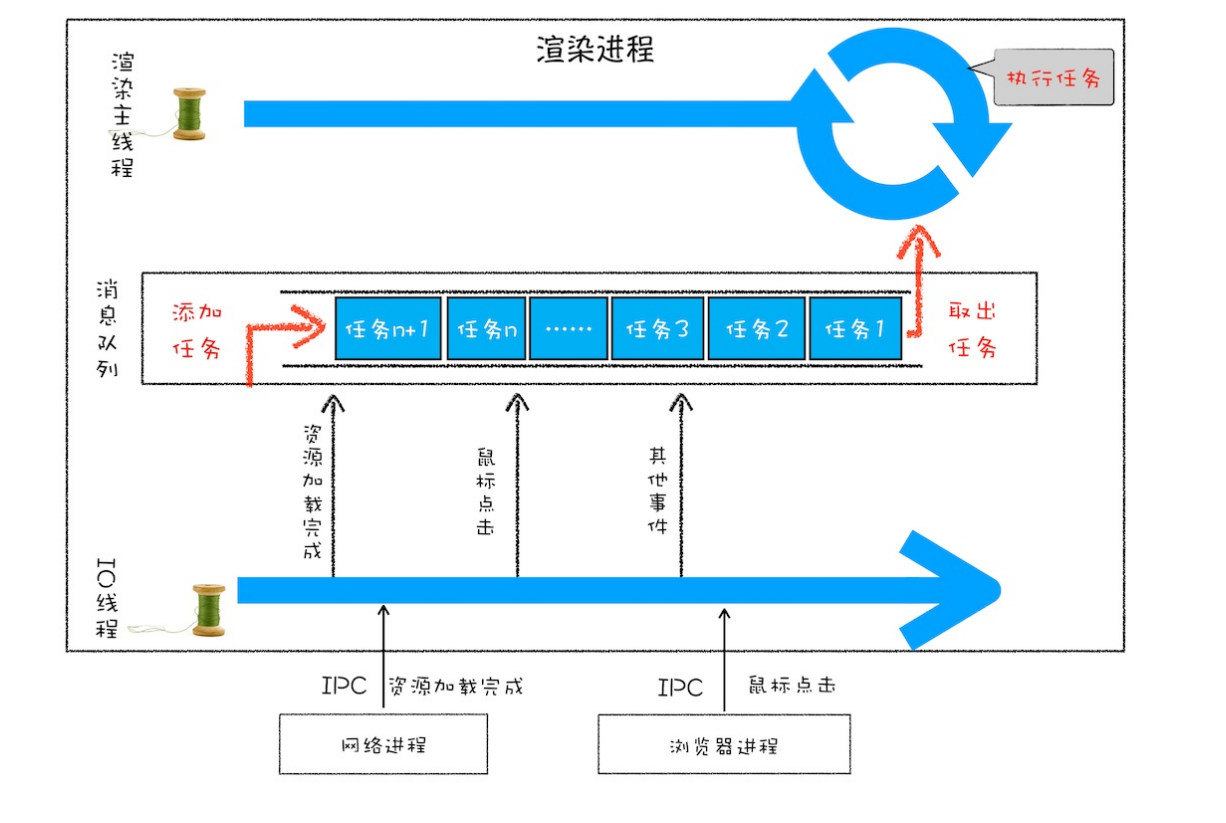 渲染进程
渲染主线程
执行任务
消息队列
添加
任务
任务n+1
任务n
······
任务3
任务2
任务1
取出
任务
资源加载完成
鼠标点击
其他事件
IO线程
IPC 资源加载完成
IPC 鼠标点击
网络进程
浏览器进程